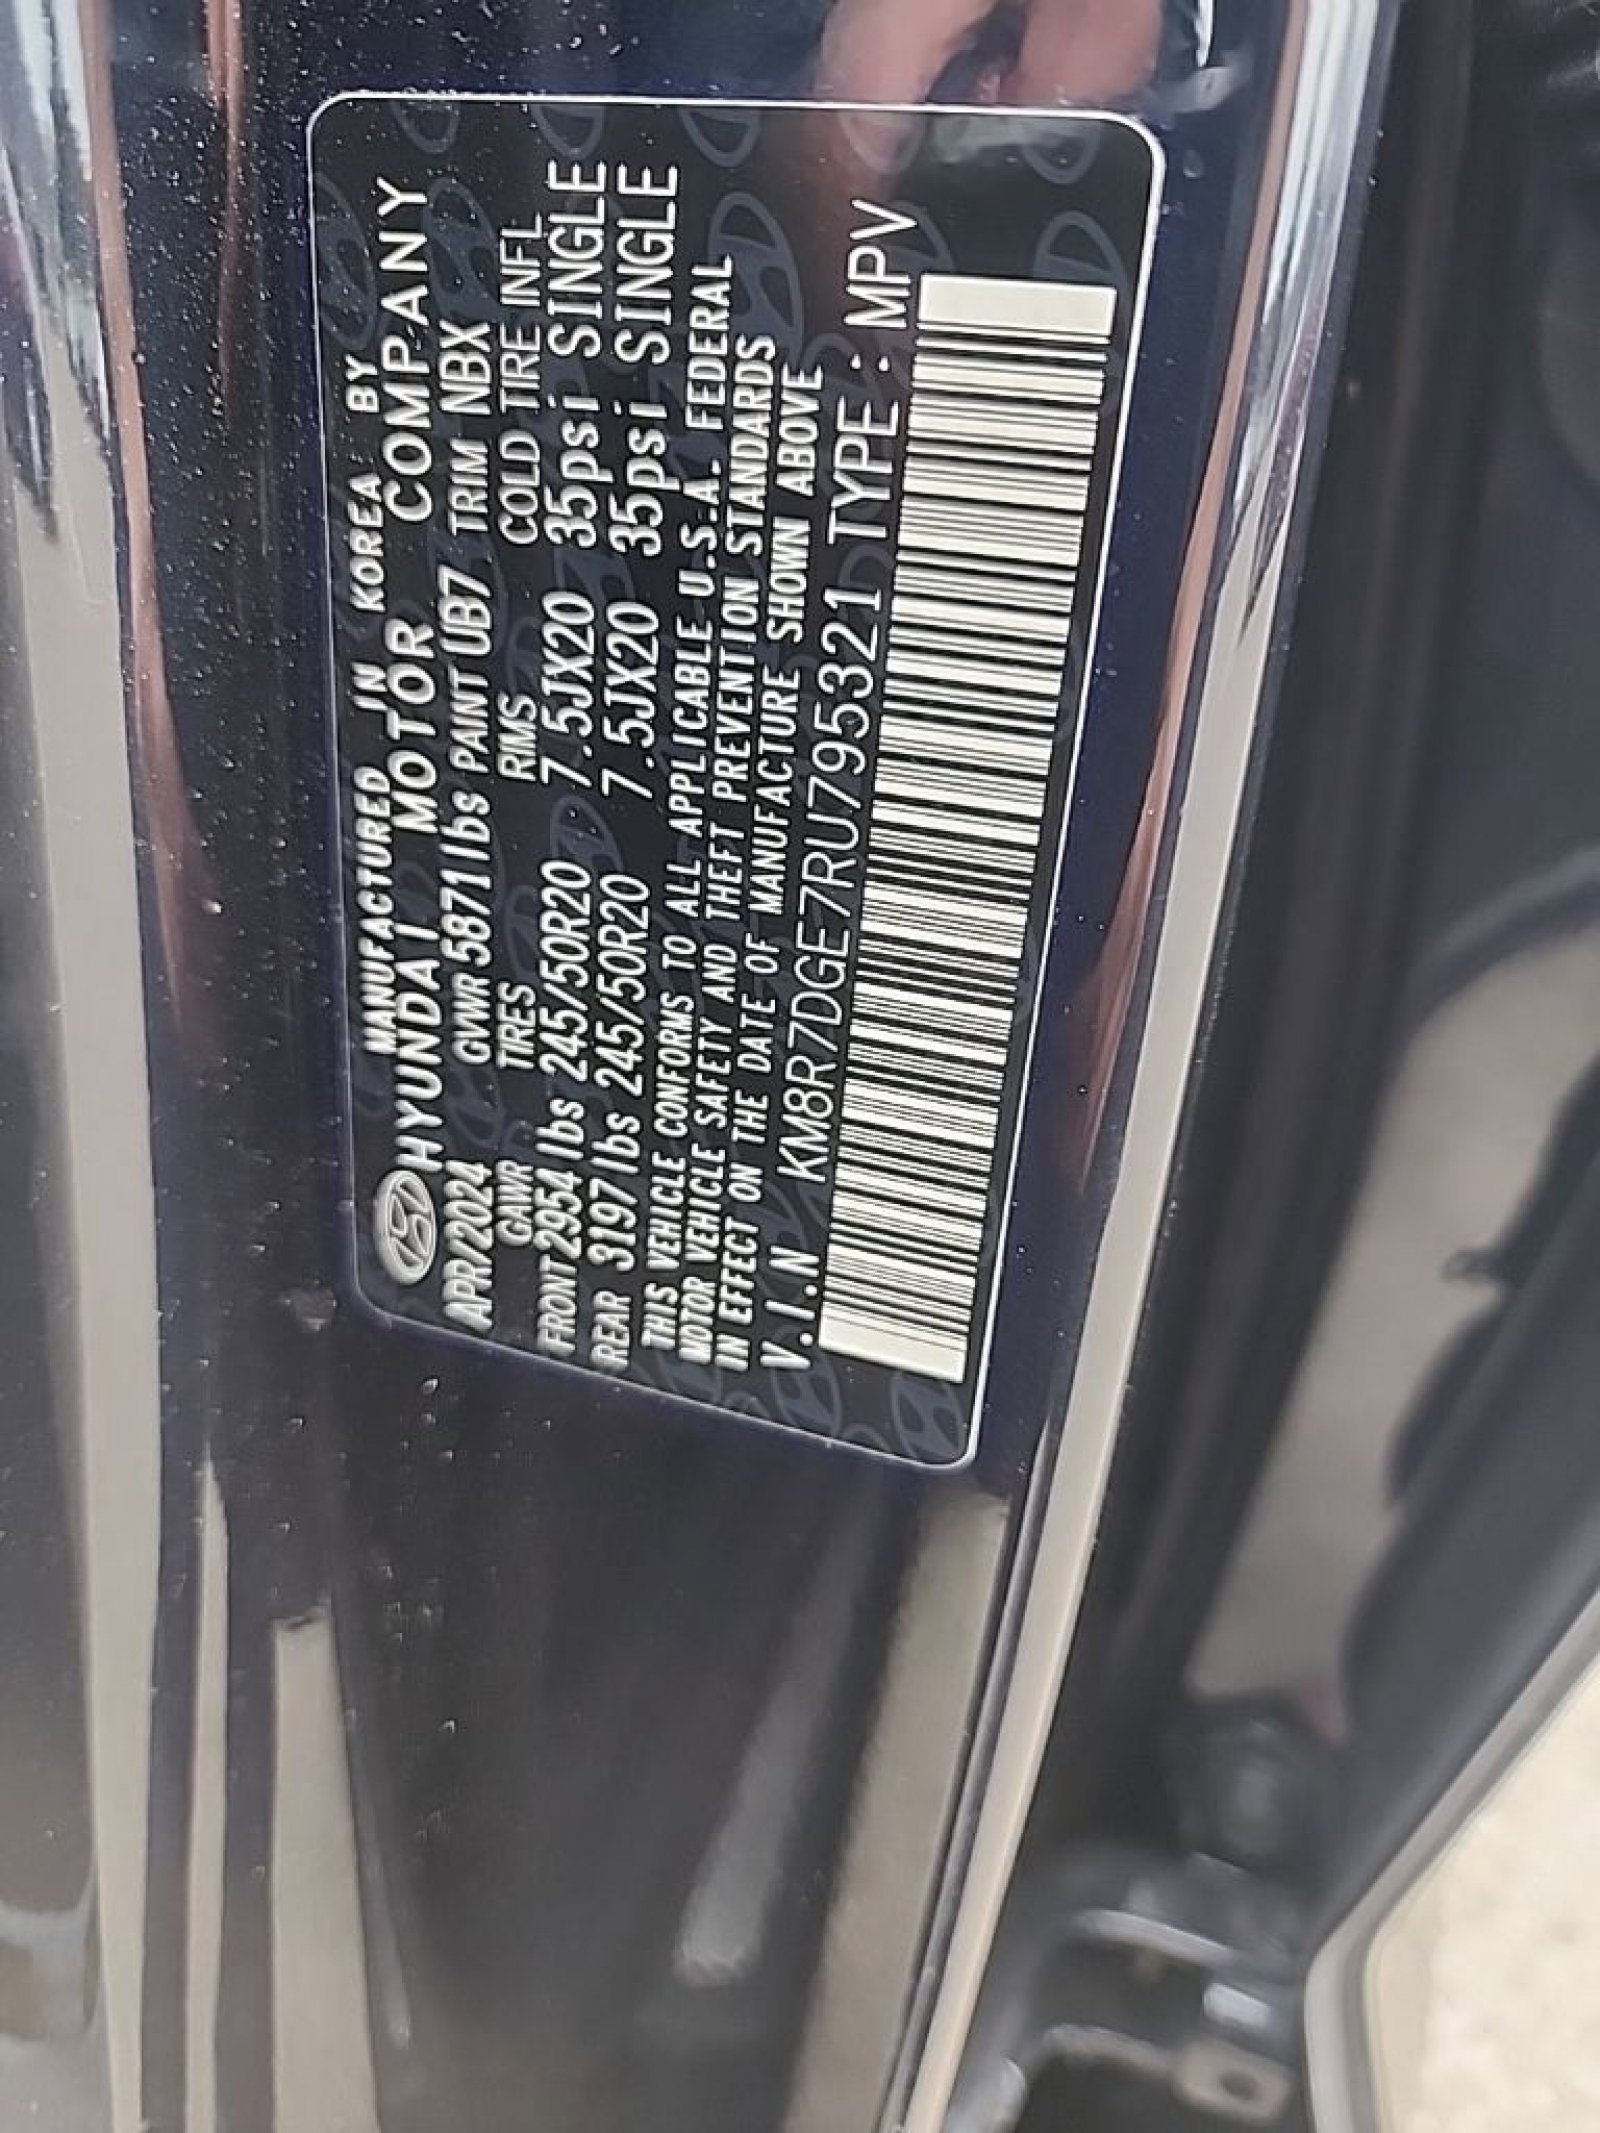 MANUFACTURED IN KOREA BY
HYUNDAI MOTOR COMPANY
APR/2024 GVWR 5871lbs PAINT UB7 TRIM NBX
GAWR TIRES RIMS COLD TIRE INFL
FRONT 2954lbs 245/50R20 7.5JX20 35psi SINGLE
REAR 3197lbs 245/50R20 7.5JX20 35psi SINGLE
THIS VEHICLE CONFORMS TO ALL APPLICABLE U.S.A. FEDERAL
MOTOR VEHICLE SAFETY AND THEFT PREVENTION STANDARDS
IN EFFECT ON THE DATE OF MANUFACTURE SHOWN ABOVE
V.I.N KM8R7DGE7RU795321 TYPE: MPV